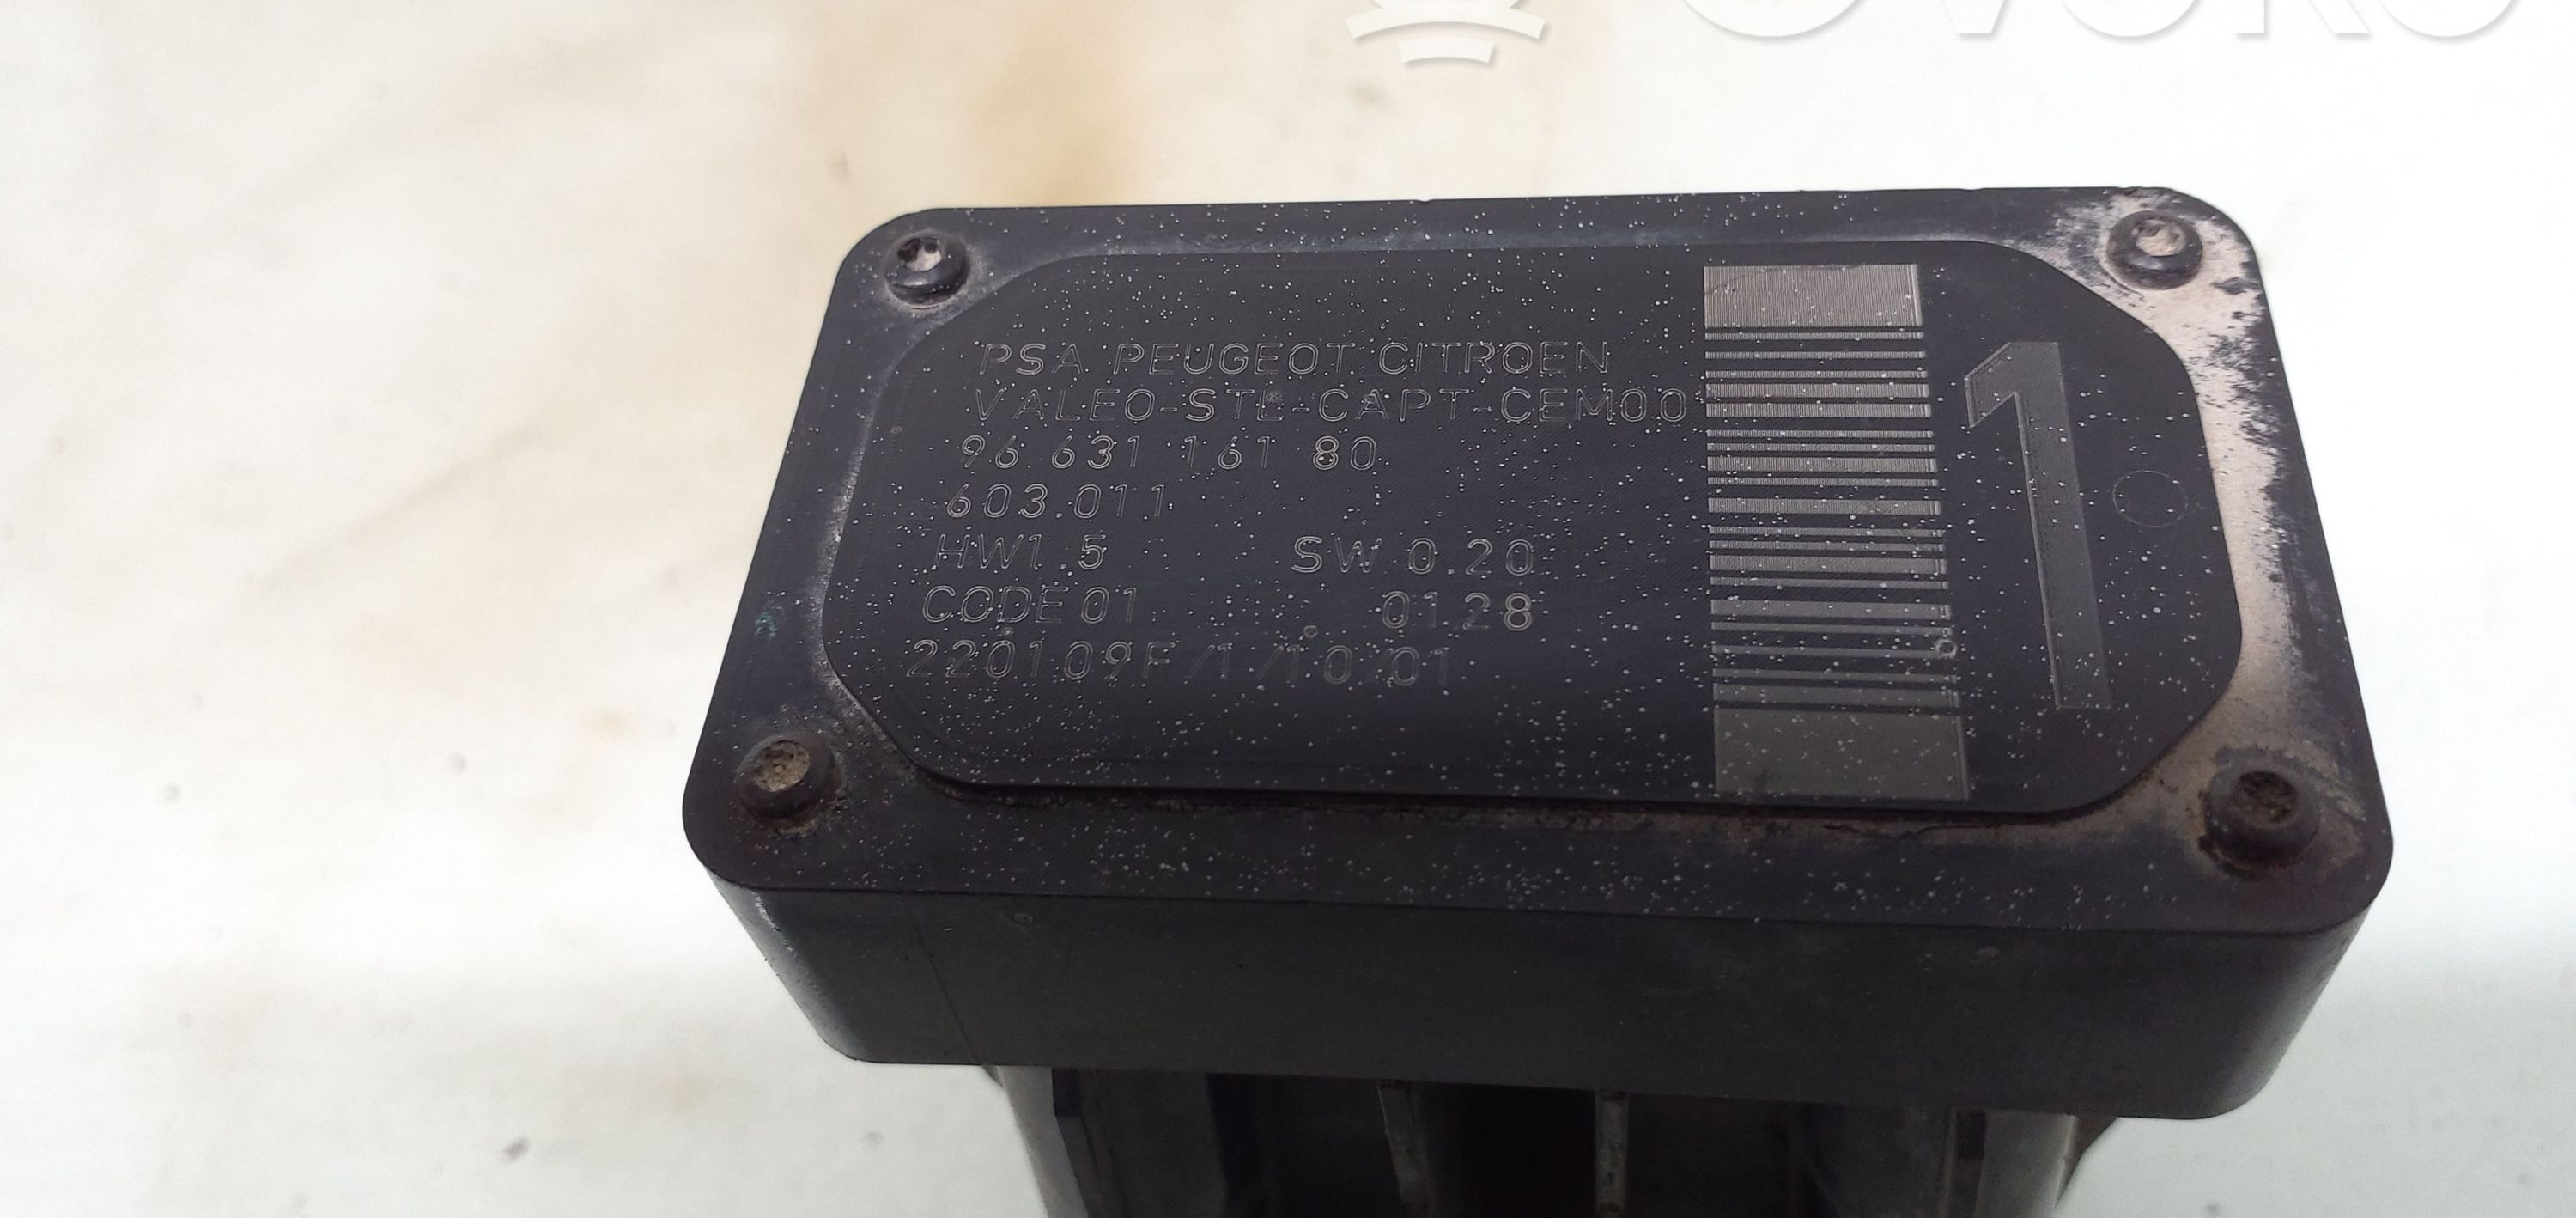 OVOKO
PSA PEUGEOT CITROEN
VALEO-STE-CAPT-CEM00
96 631 161 80
603.011
HW1.5 SW 0.20
CODE 01 0128
220109F/1/10/01
1